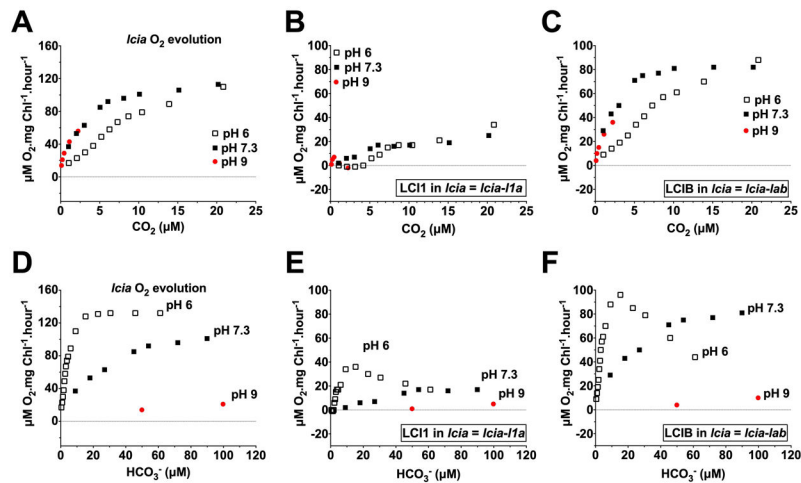 A
lcia O2 evolution
μM O2.mg Chl-1.hour-1
160
120
80
40
0
0 5 10 15 20 25
CO2 (μM)
pH 6
pH 7.3
pH 9
B
μM O2.mg Chl-1.hour-1
100
80
60
40
20
0
-20
0 5 10 15 20 25
CO2 (μM)
pH 6
pH 7.3
pH 9
LCI1 in lcia = lcia-l1a
C
μM O2.mg Chl-1.hour-1
100
80
60
40
20
0
-20
0 5 10 15 20 25
CO2 (μM)
pH 6
pH 7.3
pH 9
LCIB in lcia = lcia-lab
D
lcia O2 evolution
μM O2.mg Chl-1.hour-1
160
120
80
40
0
0 20 40 60 80 100 120
HCO3- (μM)
pH 6
pH 7.3
pH 9
E
μM O2.mg Chl-1.hour-1
100
80
60
40
20
0
-20
0 20 40 60 80 100 120
HCO3- (μM)
pH 6
pH 7.3
pH 9
LCI1 in lcia = lcia-l1a
F
μM O2.mg Chl-1.hour-1
100
80
60
40
20
0
-20
0 20 40 60 80 100 120
HCO3- (μM)
pH 7.3
pH 6
pH 9
LCIB in lcia = lcia-lab